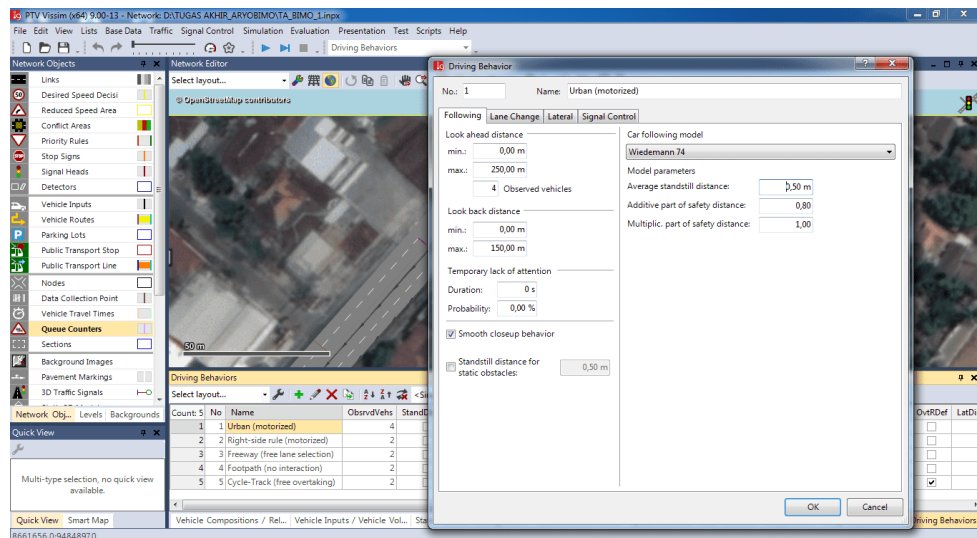 PTV Vissim (x64) 9.00-13 - Network: D:\TUGAS AKHIR_ARYOBIMO\TA_BIMO_1.inpx
File Edit View Lists Base Data Traffic Signal Control Simulation Evaluation Presentation Test Scripts Help
Driving Behaviors
Network Objects
Links
Desired Speed Decisi
Reduced Speed Area
Conflict Areas
Priority Rules
Stop Signs
Signal Heads
Detectors
Vehicle Inputs
Vehicle Routes
Parking Lots
Public Transport Stop
Public Transport Line
Nodes
Data Collection Point
Vehicle Travel Times
Queue Counters
Sections
Background Images
Pavement Markings
3D Traffic Signals
Network Obj... Levels Backgrounds
Quick View
Multi-type selection, no quick view
available.
Quick View Smart Map
8661656.0:94848970
Network Editor
Select layout...
© OpenStreetMap contributors
50 m
Driving Behaviors
Select layout...
Count: 5 No Name ObsrvdVehs StandD
1 1 Urban (motorized) 4
2 2 Right-side rule (motorized) 2
3 3 Freeway (free lane selection) 2
4 4 Footpath (no interaction) 2
5 5 Cycle-Track (free overtaking) 2
Vehicle Compositions / Rel... Vehicle Inputs / Vehicle Vol... Sta
OvtRDef LatDi
Driving Behaviors
Driving Behavior
No.: 1 Name: Urban (motorized)
Following Lane Change Lateral Signal Control
Look ahead distance
min.: 0,00 m
max.: 250,00 m
4 Observed vehicles
Look back distance
min.: 0,00 m
max.: 150,00 m
Temporary lack of attention
Duration: 0 s
Probability: 0,00 %
Smooth closeup behavior
Standstill distance for
static obstacles: 0,50 m
Car following model
Wiedemann 74
Model parameters
Average standstill distance: 0,50 m
Additive part of safety distance: 0,80
Multiplic. part of safety distance: 1,00
OK Cancel